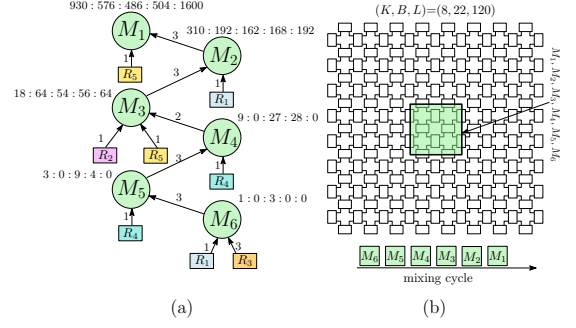 930 : 576 : 486 : 504 : 1600
M1
1
R5
3
310 : 192 : 162 : 168 : 192
M2
1
R1
3
18 : 64 : 54 : 56 : 64
M3
1
R2
1
R5
2
9 : 0 : 27 : 28 : 0
M4
1
R4
3
3 : 0 : 9 : 4 : 0
M5
1
R4
3
1 : 0 : 3 : 0 : 0
M6
1
R1
3
R3
(a)
(K, B, L)=(8, 22, 120)
M1, M2, M3, M4, M5, M6
M6 M5 M4 M3 M2 M1
mixing cycle
(b)